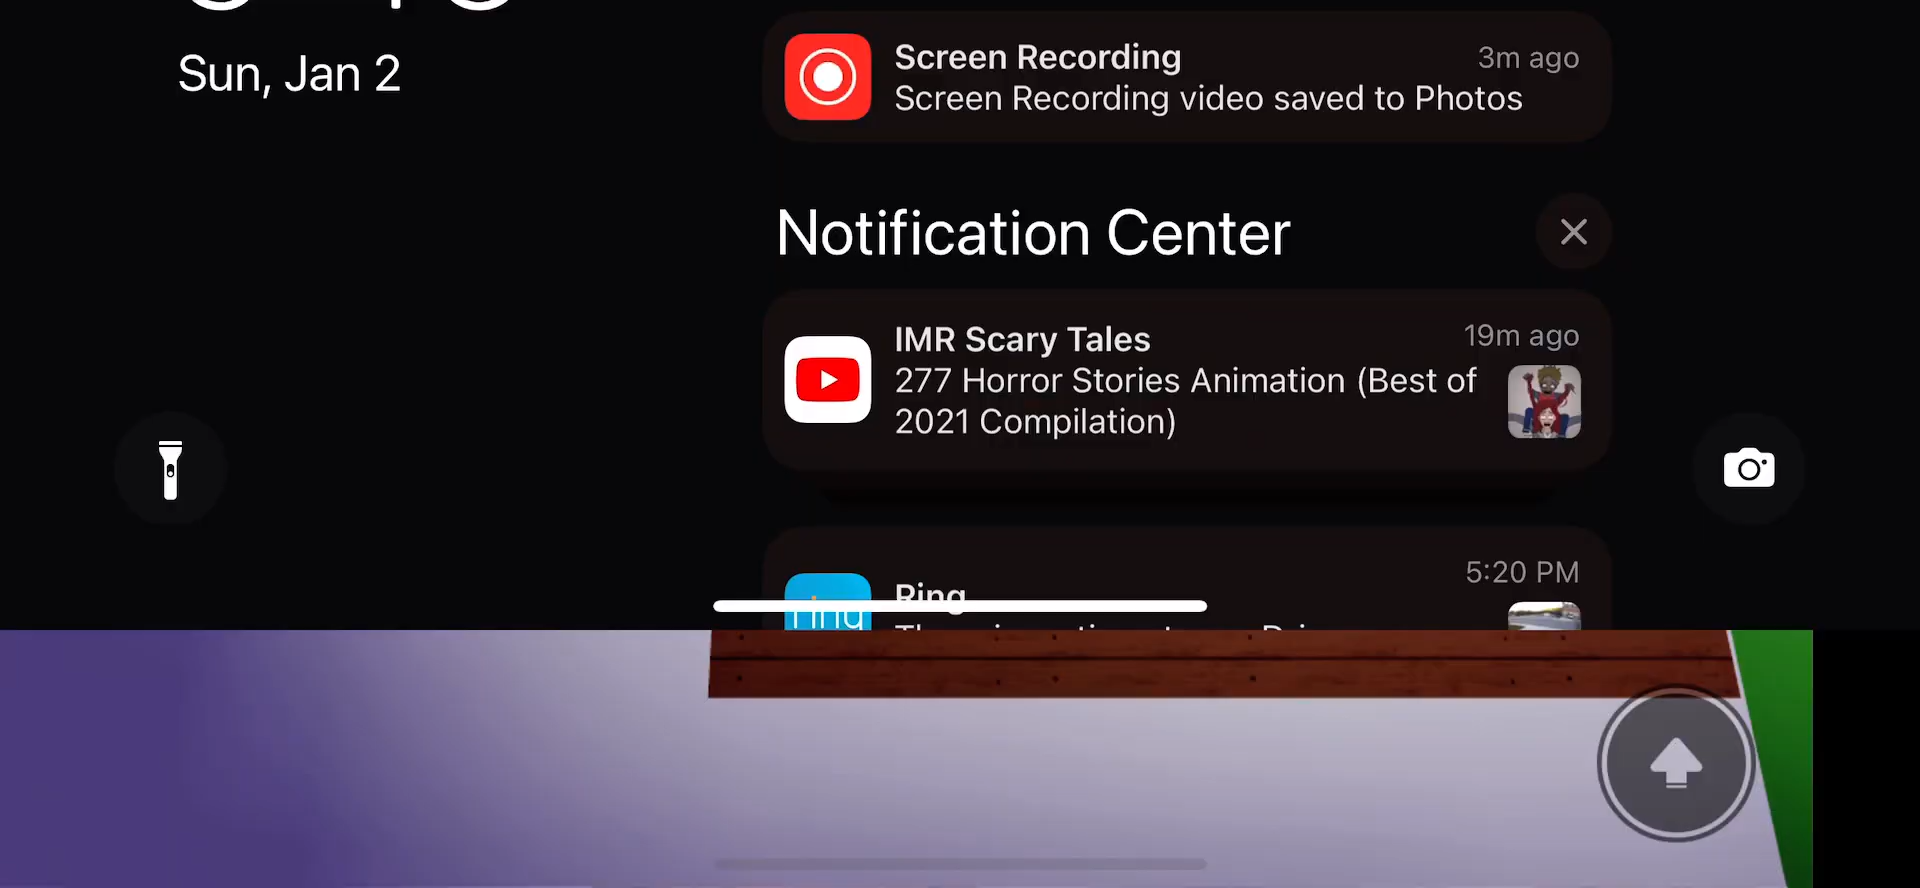 Sun, Jan 2
Screen Recording
3m ago
Screen Recording video saved to Photos
Notification Center
IMR Scary Tales
19m ago
277 Horror Stories Animation (Best of
2021 Compilation)
5:20 PM
Ring
ring